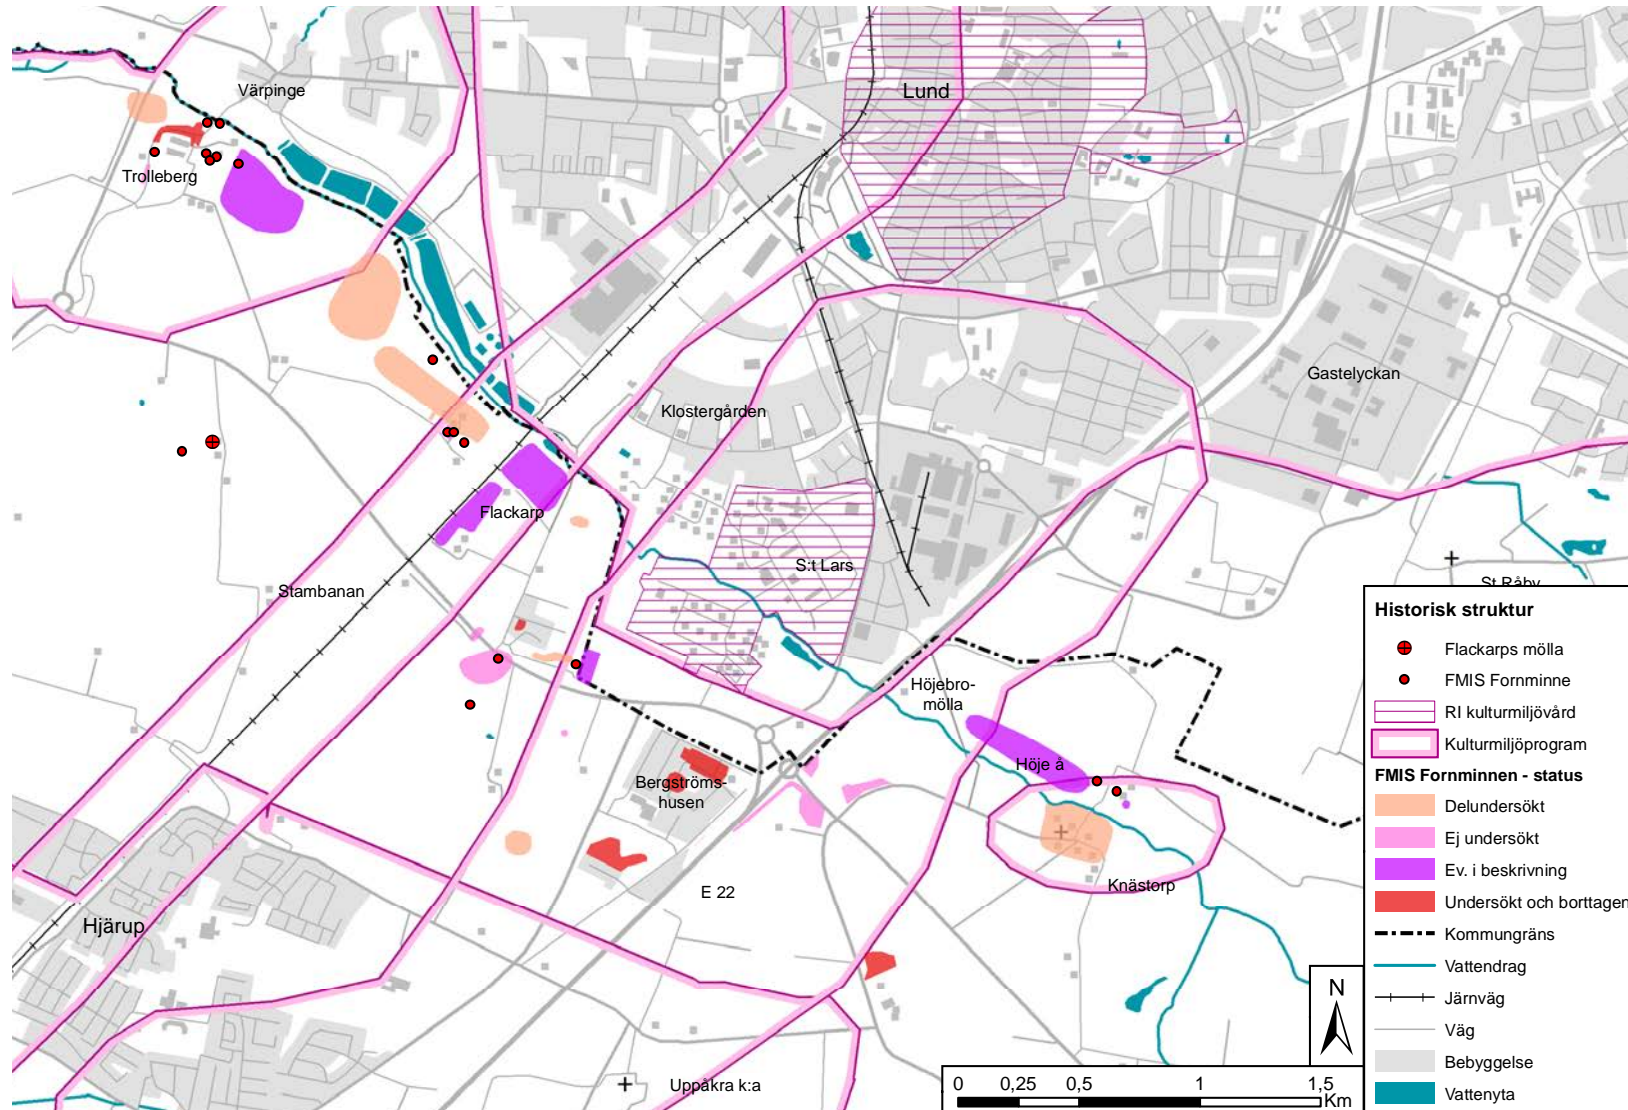 Lund
Värpinge
Trolleberg
Gastelyckan
Klostergården
Flackarp
S:t Lars
St Råby
Stambanan
Höjebro-
mölla
Höje å
Bergströms-
husen
E 22
Knästorp
Hjärup
Uppåkra k:a
Historisk struktur
Flackarps mölla
FMIS Fornminne
RI kulturmiljövård
Kulturmiljöprogram
FMIS Fornminnen - status
Delundersökt
Ej undersökt
Ev. i beskrivning
Undersökt och borttagen
Kommungräns
Vattendrag
Järnväg
Väg
Bebyggelse
Vattenyta
N
0 0,25 0,5 1 1,5
Km